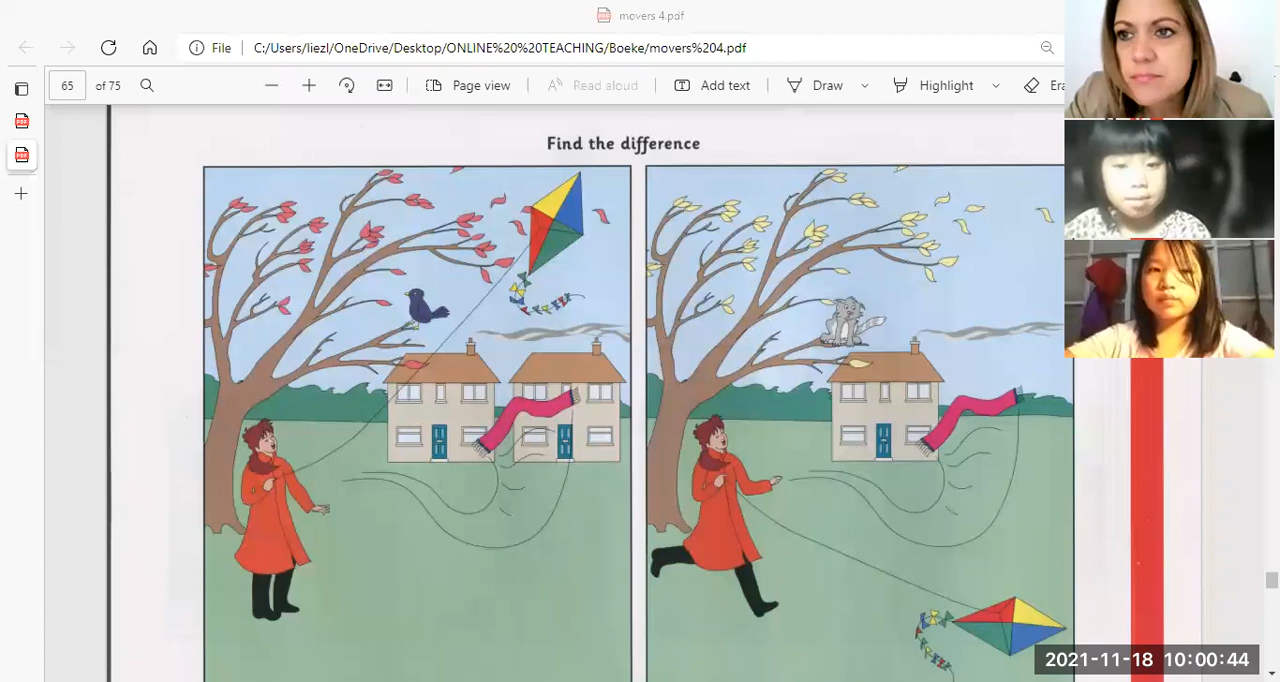 movers 4.pdf
File C:/Users/liezl/OneDrive/Desktop/ONLINE%20%20TEACHING/Boeke/movers%204.pdf
65 of 75 Page view Read aloud Add text Draw Highlight
Find the difference
2021-11-18 10:00:44